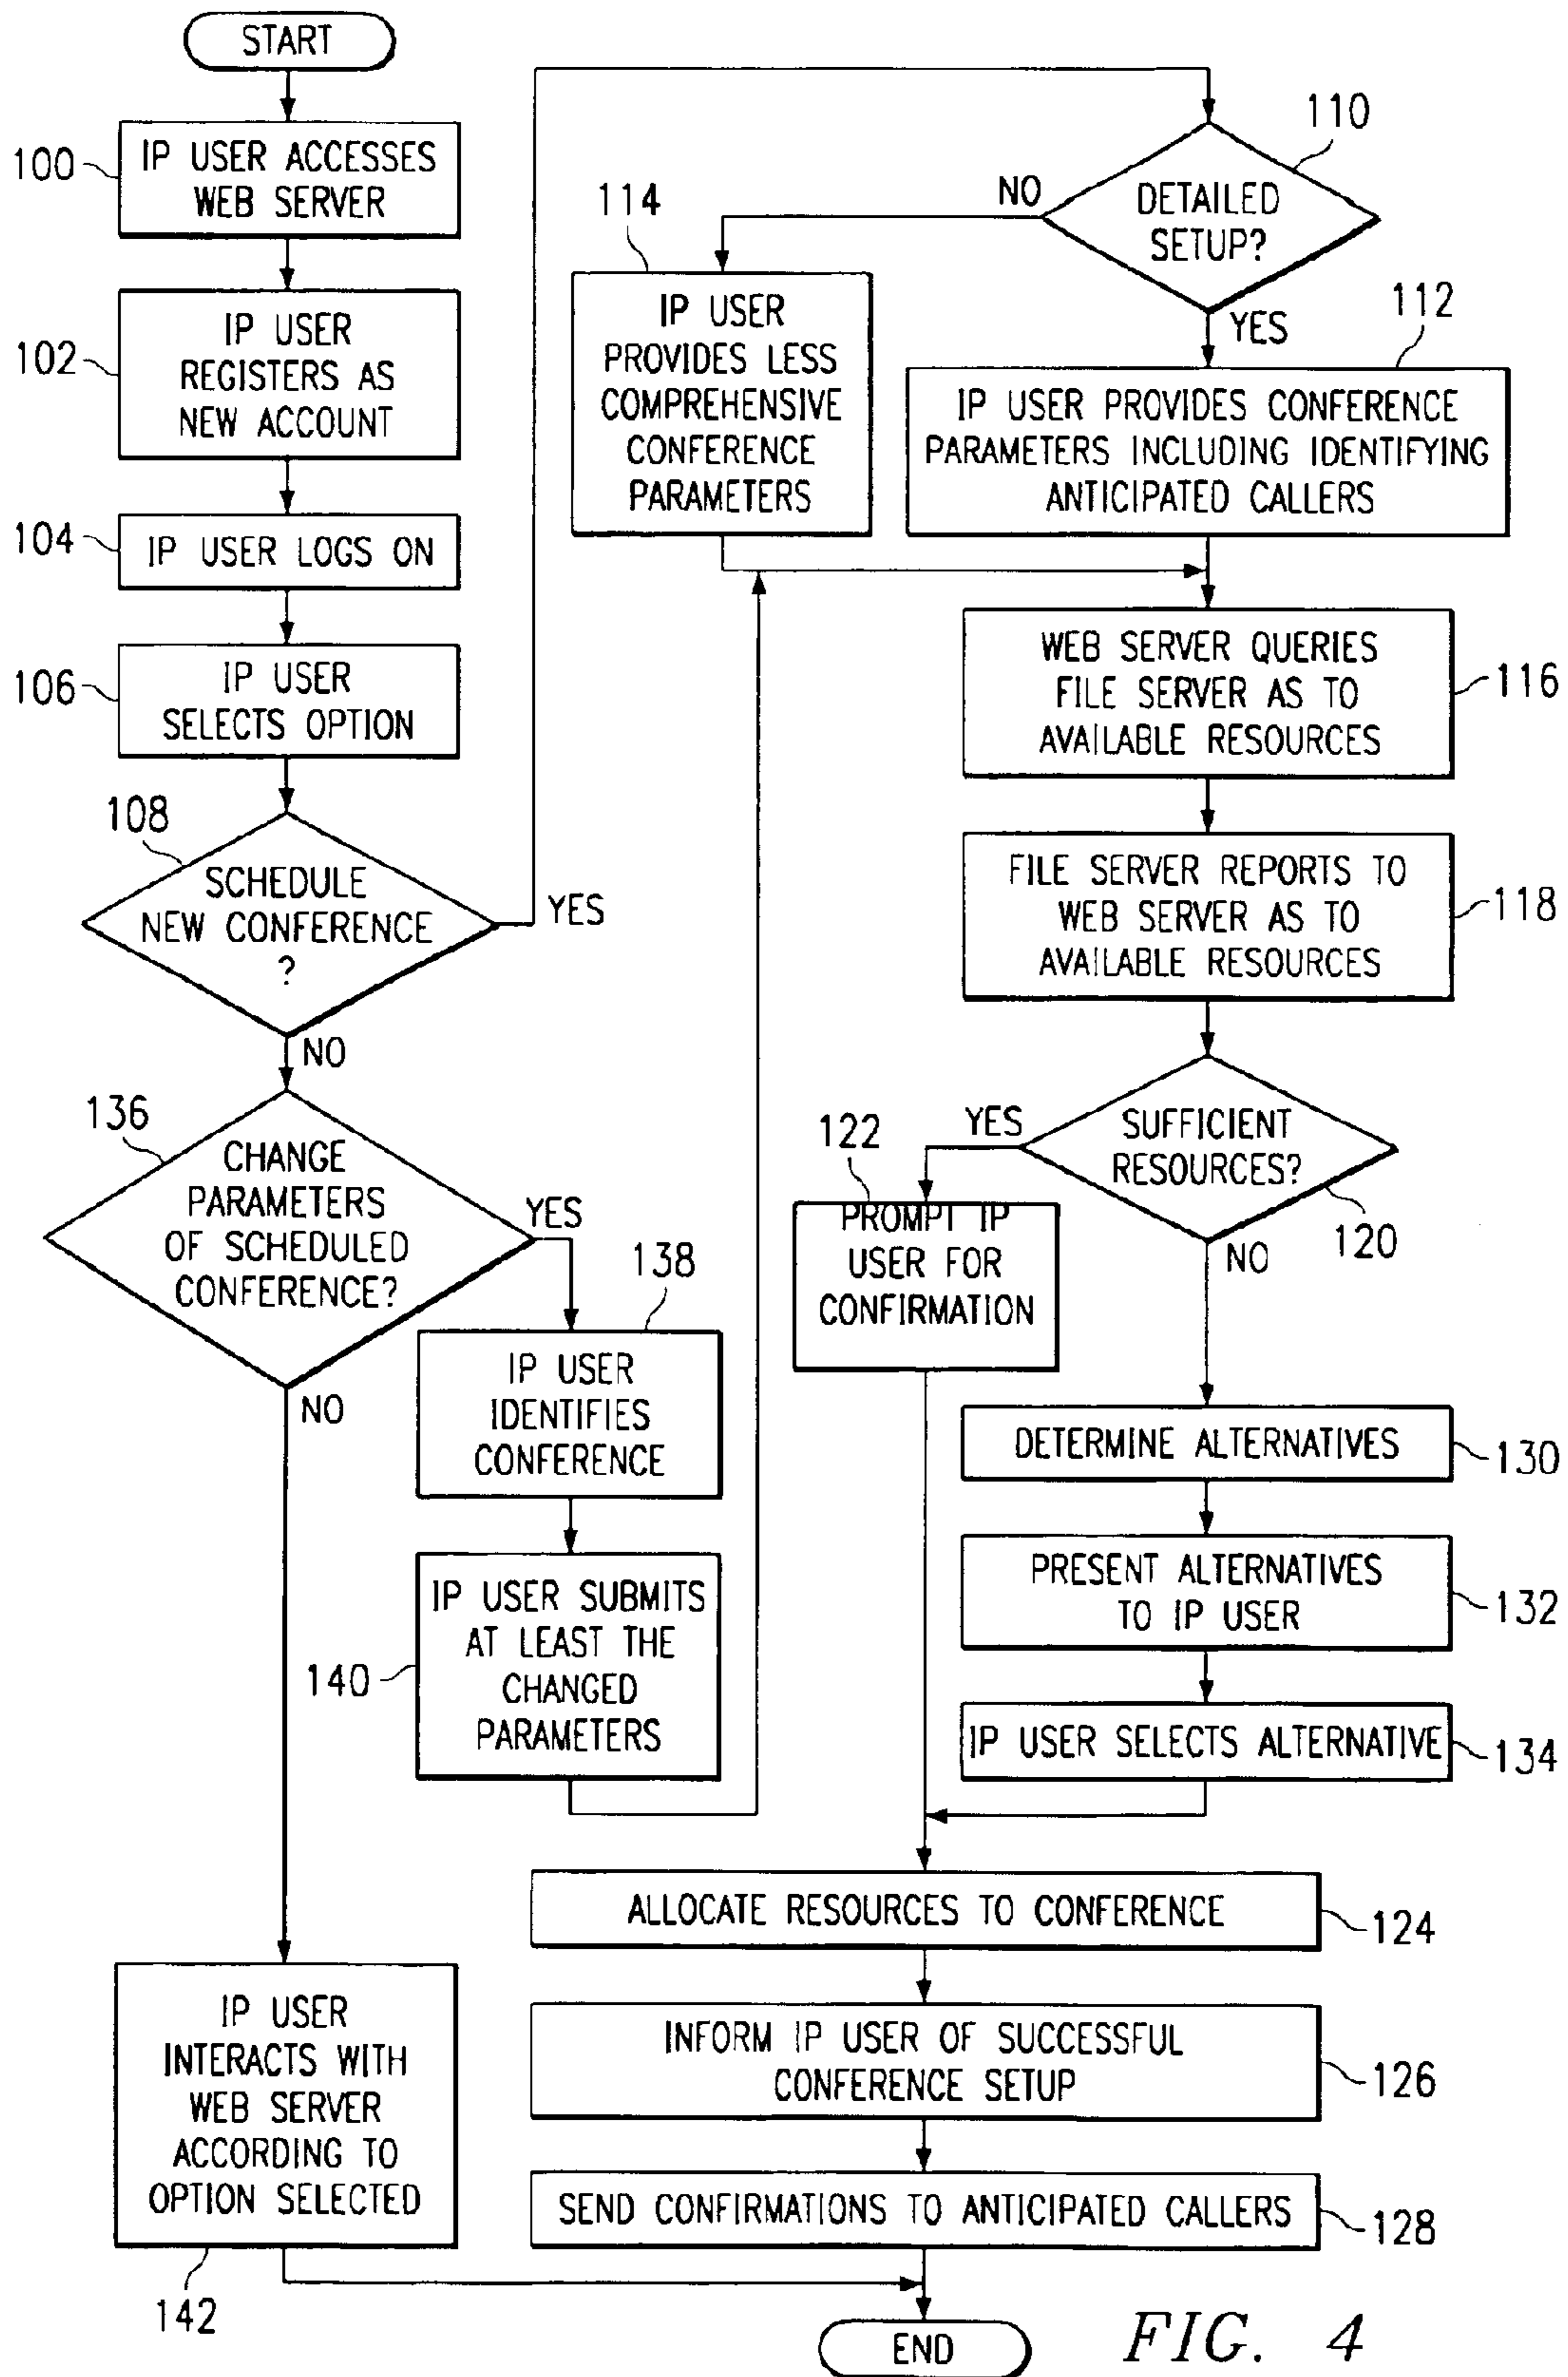 START
100
IP USER ACCESSES
WEB SERVER
102
IP USER
REGISTERS AS
NEW ACCOUNT
104
IP USER LOGS ON
106
IP USER
SELECTS OPTION
108
SCHEDULE
NEW CONFERENCE
?
YES
NO
110
DETAILED
SETUP?
NO
YES
114
IP USER
PROVIDES LESS
COMPREHENSIVE
CONFERENCE
PARAMETERS
112
IP USER PROVIDES CONFERENCE
PARAMETERS INCLUDING IDENTIFYING
ANTICIPATED CALLERS
WEB SERVER QUERIES
FILE SERVER AS TO
AVAILABLE RESOURCES
116
FILE SERVER REPORTS TO
WEB SERVER AS TO
AVAILABLE RESOURCES
118
SUFFICIENT
RESOURCES?
120
YES
NO
122
PROMPT IP
USER FOR
CONFIRMATION
136
CHANGE
PARAMETERS
OF SCHEDULED
CONFERENCE?
YES
NO
138
IP USER
IDENTIFIES
CONFERENCE
140
IP USER SUBMITS
AT LEAST THE
CHANGED
PARAMETERS
DETERMINE ALTERNATIVES
130
PRESENT ALTERNATIVES
TO IP USER
132
IP USER SELECTS ALTERNATIVE
134
ALLOCATE RESOURCES TO CONFERENCE
124
INFORM IP USER OF SUCCESSFUL
CONFERENCE SETUP
126
SEND CONFIRMATIONS TO ANTICIPATED CALLERS
128
IP USER
INTERACTS WITH
WEB SERVER
ACCORDING TO
OPTION SELECTED
142
END
FIG. 4